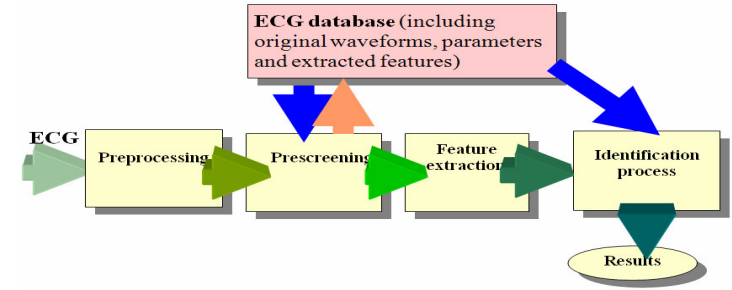 ECG database (including
original waveforms, parameters
and extracted features)
ECG
Preprocessing
Prescreening
Feature
extraction
Identification
process
Results